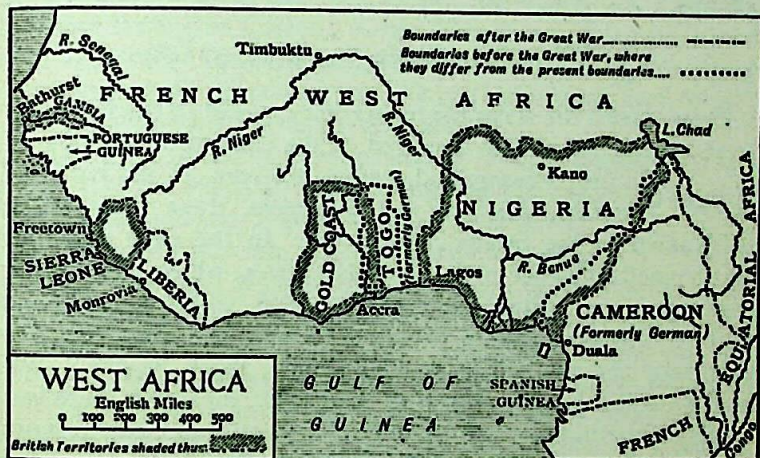 Boundaries after the Great War
Boundaries before the Great War, where
they differ from the present boundaries
R. Senegal
Timbuktu
Bathurst
GAMBIA
FRENCH WEST AFRICA
PORTUGUESE
GUINEA
R. Niger
R. Niger
L. Chad
Kano
NIGERIA
Freetown
SIERRA
LEONE
LIBERIA
Monrovia
GOLD COAST
TOGO
(formerly German)
Lagos
Accra
R. Benue
CAMEROON
(Formerly German)
Duala
EQUATORIAL AFRICA
WEST AFRICA
English Miles
0 100 200 300 400 500
British Territories shaded thus:
GULF OF
GUINEA
SPANISH
GUINEA
FRENCH
Congo